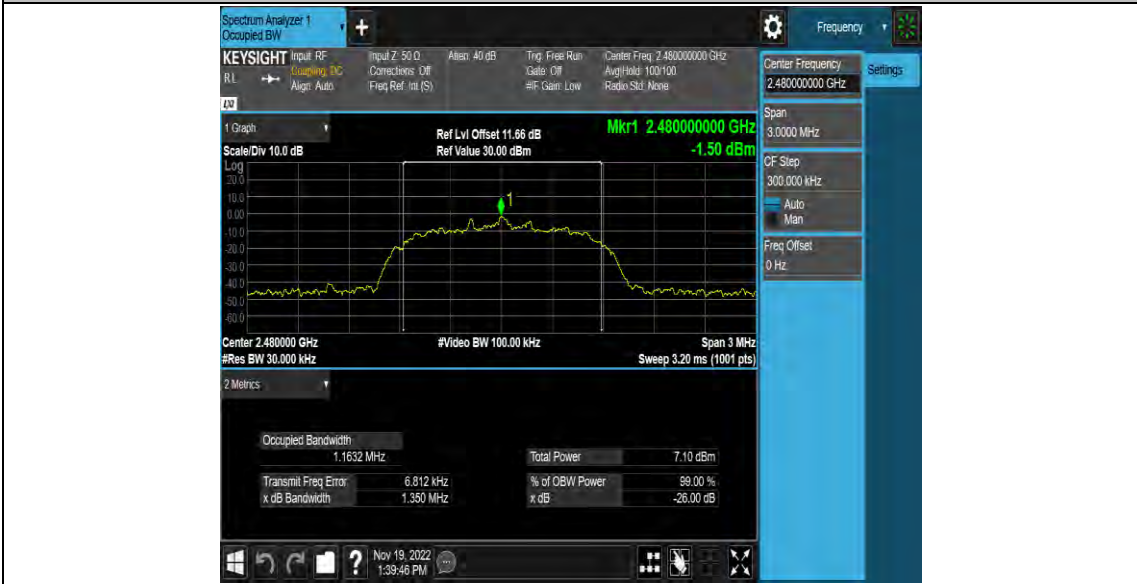 Spectrum Analyzer 1
Occupied BW
+
Frequency
KEYSIGHT Input: RF
R L Coupling: DC
Align: Auto
Input Z: 50 Ω
Corrections: Off
Freq Ref: Int (S)
Atten: 40 dB
Trig: Free Run
Gate: Off
#IF Gain: Low
Center Freq: 2.480000000 GHz
Avg|Hold: 100/100
Radio Std: None
Center Frequency
2.480000000 GHz
Settings
Span
3.0000 MHz
CF Step
300.000 kHz
Auto
Man
Freq Offset
0 Hz
1 Graph
Scale/Div 10.0 dB
Ref Lvl Offset 11.66 dB
Ref Value 30.00 dBm
Mkr1 2.480000000 GHz
-1.50 dBm
Log
20.0
10.0
0.00
-10.0
-20.0
-30.0
-40.0
-50.0
-60.0
1
Center 2.480000 GHz
#Res BW 30.000 kHz
#Video BW 100.00 kHz
Span 3 MHz
Sweep 3.20 ms (1001 pts)
2 Metrics
Occupied Bandwidth
1.1632 MHz
Total Power 7.10 dBm
Transmit Freq Error 6.812 kHz
% of OBW Power 99.00 %
x dB Bandwidth 1.350 MHz
x dB -26.00 dB
?
Nov 19, 2022
1:39:46 PM